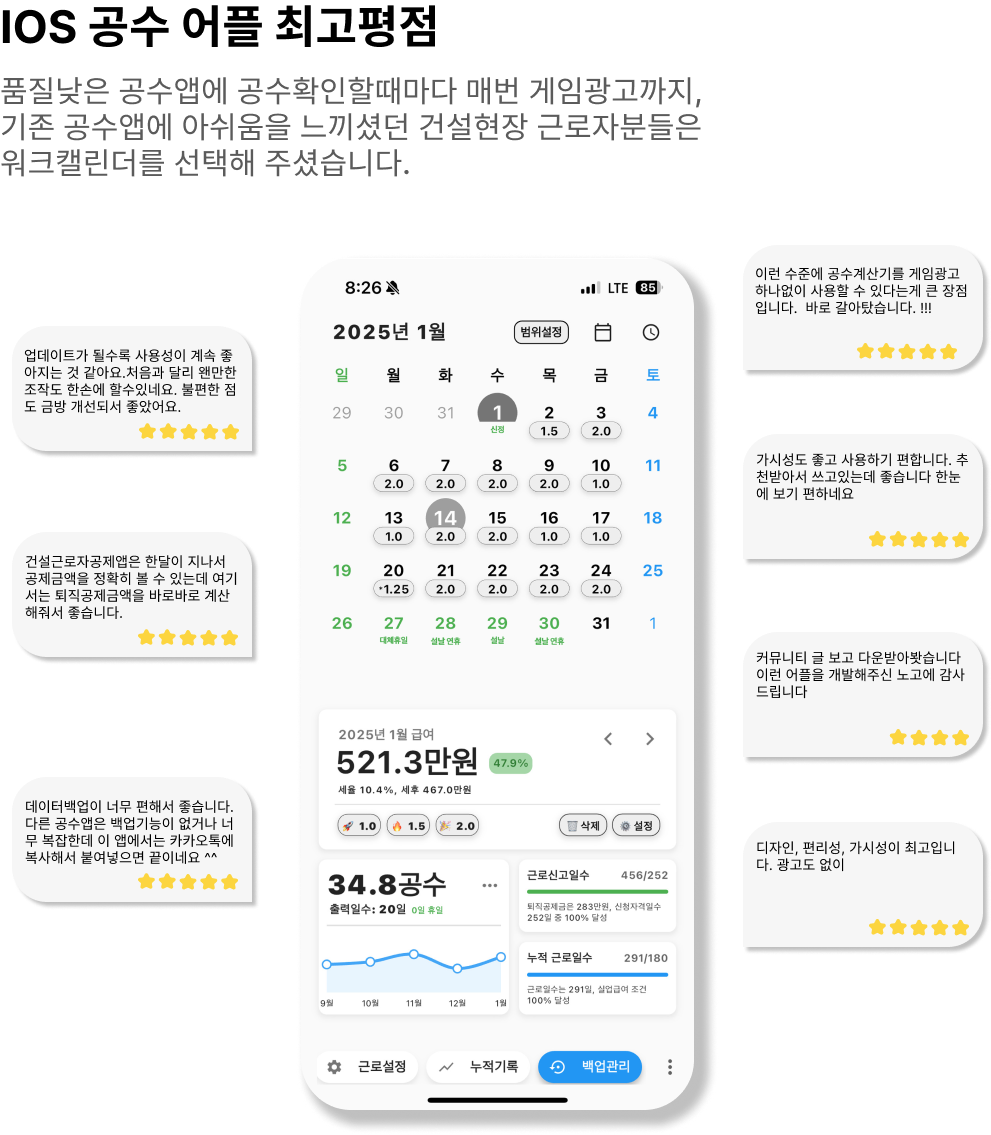 IOS 공수 어플 최고평점
품질낮은 공수앱에 공수확인할때마다 매번 게임광고까지,
기존 공수앱에 아쉬움을 느끼셨던 건설현장 근로자분들은
워크캘린더를 선택해 주셨습니다.
업데이트가 될수록 사용성이 계속 좋
아지는 것 같아요.처음과 달리 왠만한
조작도 한손에 할수있네요. 불편한 점
도 금방 개선되서 좋았어요.
건설근로자공제앱은 한달이 지나서
공제금액을 정확히 볼 수 있는데 여기
서는 퇴직공제금액을 바로바로 계산
해줘서 좋습니다.
데이터백업이 너무 편해서 좋습니다.
다른 공수앱은 백업기능이 없거나 너
무 복잡한데 이 앱에서는 카카오톡에
복사해서 붙여넣으면 끝이네요 ^^
8:26 LTE 85
2025년 1월 범위설정
일 월 화 수 목 금 토
29 30 31 1 2 3 4
신정 1.5 2.0
5 6 7 8 9 10 11
2.0 2.0 2.0 2.0 1.0
12 13 14 15 16 17 18
1.0 2.0 2.0 1.0 1.0
19 20 21 22 23 24 25
*1.25 2.0 2.0 2.0 2.0
26 27 28 29 30 31 1
대체휴일 설날 연휴 설날 설날 연휴
2025년 1월 급여
521.3만원 47.9%
세율 10.4%, 세후 467.0만원
1.0 1.5 2.0 삭제 설정
34.8공수
출력일수: 20일 0일 휴일
9월 10월 11월 12월 1월
근로신고일수 456/252
퇴직공제금은 283만원, 신청자격일수
252일 중 100% 달성
누적 근로일수 291/180
근로일수는 291일, 실업급여 조건
100% 달성
근로설정 누적기록 백업관리
이런 수준에 공수계산기를 게임광고
하나없이 사용할 수 있다는게 큰 장점
입니다. 바로 갈아탔습니다. !!!
가시성도 좋고 사용하기 편합니다. 추
천받아서 쓰고있는데 좋습니다 한눈
에 보기 편하네요
커뮤니티 글 보고 다운받아봣습니다
이런 어플을 개발해주신 노고에 감사
드립니다
디자인, 편리성, 가시성이 최고입니
다. 광고도 없이